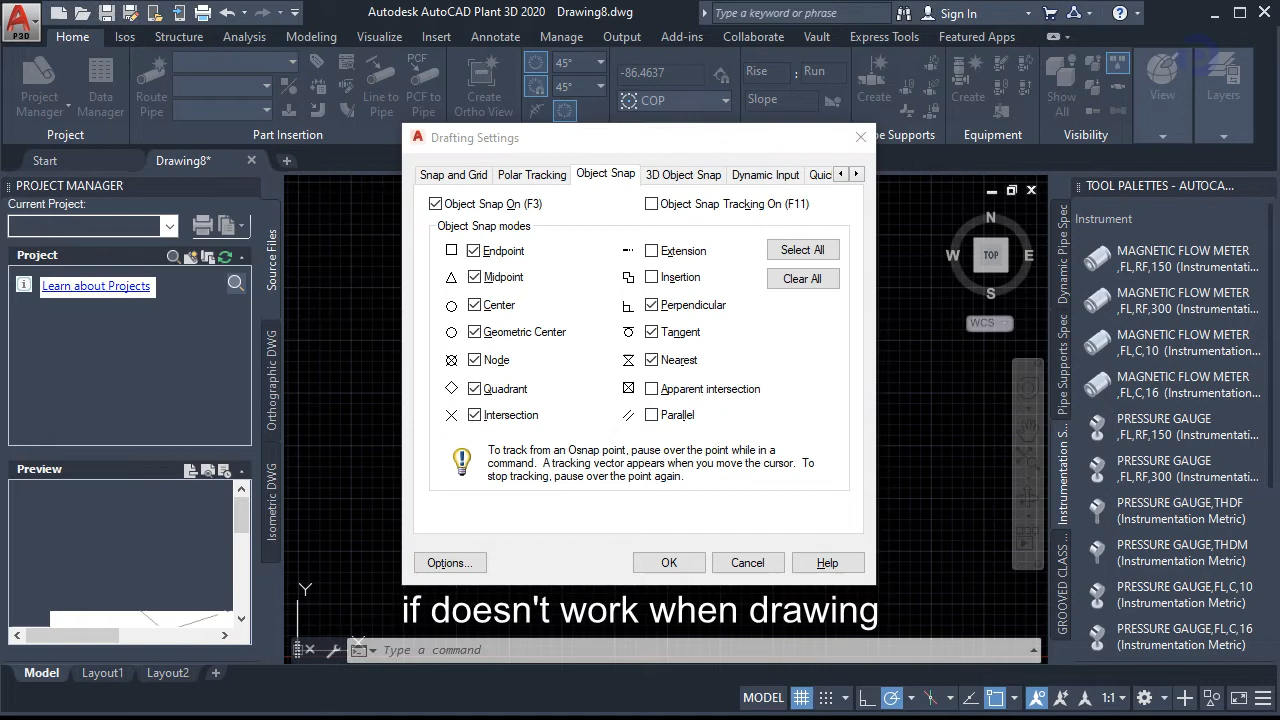 Autodesk AutoCAD Plant 3D 2020 Drawing8.dwg
Type a keyword or phrase
Sign In
P3D
Home Isos Structure Analysis Modeling Visualize Insert Annotate Manage Output Add-ins Collaborate Vault Express Tools Featured Apps
Project
Manager
Data
Manager
Route
Pipe
Line to
Pipe
PCF
PCF to
Pipe
Create
Ortho View
45°
45°
-86.4637
COP
Rise : Run
Slope
Create
Create
Show
All
View
Layers
Project
Part Insertion
pe Supports
Equipment
Visibility
Start
Drawing8*
PROJECT MANAGER
Current Project:
Project
Learn about Projects
Preview
Source Files
Orthographic DWG
Isometric DWG
Drafting Settings
Snap and Grid
Polar Tracking
Object Snap
3D Object Snap
Dynamic Input
Quic
Object Snap On (F3)
Object Snap Tracking On (F11)
Object Snap modes
Endpoint
Extension
Select All
Midpoint
Insertion
Clear All
Center
Perpendicular
Geometric Center
Tangent
Node
Nearest
Quadrant
Apparent intersection
Intersection
Parallel
To track from an Osnap point, pause over the point while in a
command. A tracking vector appears when you move the cursor. To
stop tracking, pause over the point again.
Options...
OK
Cancel
Help
N
W
TOP
E
S
WCS
TOOL PALETTES - AUTOCA...
Instrument
MAGNETIC FLOW METER
,FL,RF,150 (Instrumentati...
MAGNETIC FLOW METER
,FL,RF,300 (Instrumentati...
MAGNETIC FLOW METER
,FL,C,10 (Instrumentation...
MAGNETIC FLOW METER
,FL,C,16 (Instrumentation...
PRESSURE GAUGE
,FL,RF,150 (Instrumentati...
PRESSURE GAUGE
,FL,RF,300 (Instrumentati...
PRESSURE GAUGE,THDF
(Instrumentation Metric)
PRESSURE GAUGE,THDM
(Instrumentation Metric)
PRESSURE GAUGE,FL,C,10
(Instrumentation Metric)
PRESSURE GAUGE,FL,C,16
(Instrumentation Metric)
Dynamic Pipe Spec
Pipe Supports Spec
Instrumentation S...
GROOVED CLASS ...
Y
X
if doesn't work when drawing
Type a command
Model
Layout1
Layout2
MODEL
1:1